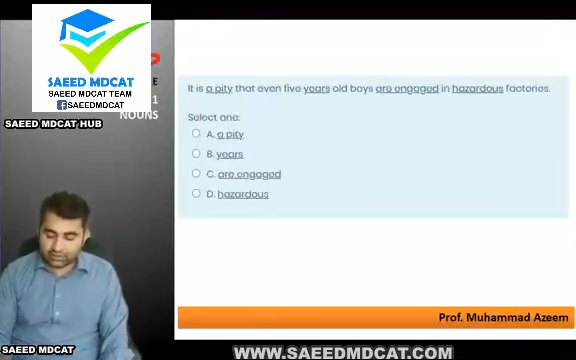 SAEED MDCAT
SAEED MDCAT TEAM
SAEEDMDCAT
SAEED MDCAT HUB
E
1
NOUNS
It is a pity that even five years old boys are engaged in hazardous factories.
Select one:
A. a pity
B. years
C. are engaged
D. hazardous
Prof. Muhammad Azeem
SAEED MDCAT
WWW.SAEEDMDCAT.COM